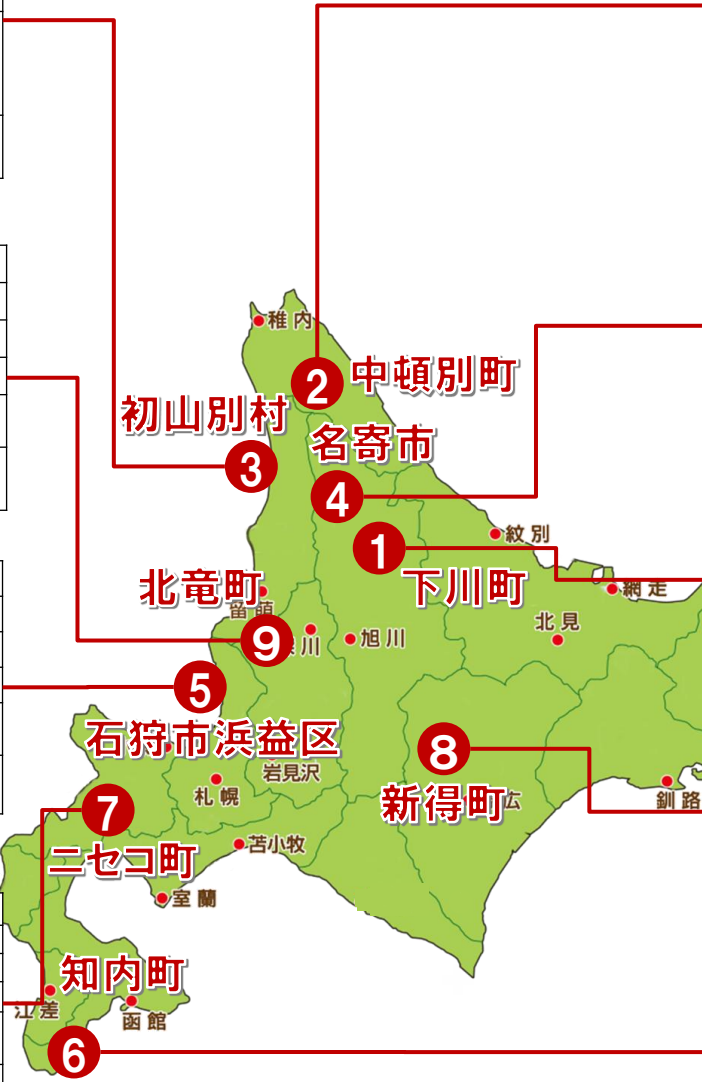 稚内
2 中頓別町
初山別村
名寄市
3
4
紋別
1
下川町
網走
北竜町
留萌
北見
9
川
旭川
5
石狩市浜益区
8
岩見沢
札幌
新得町
広
釧路
7
ニセコ町
苫小牧
室蘭
知内町
江差
函館
6